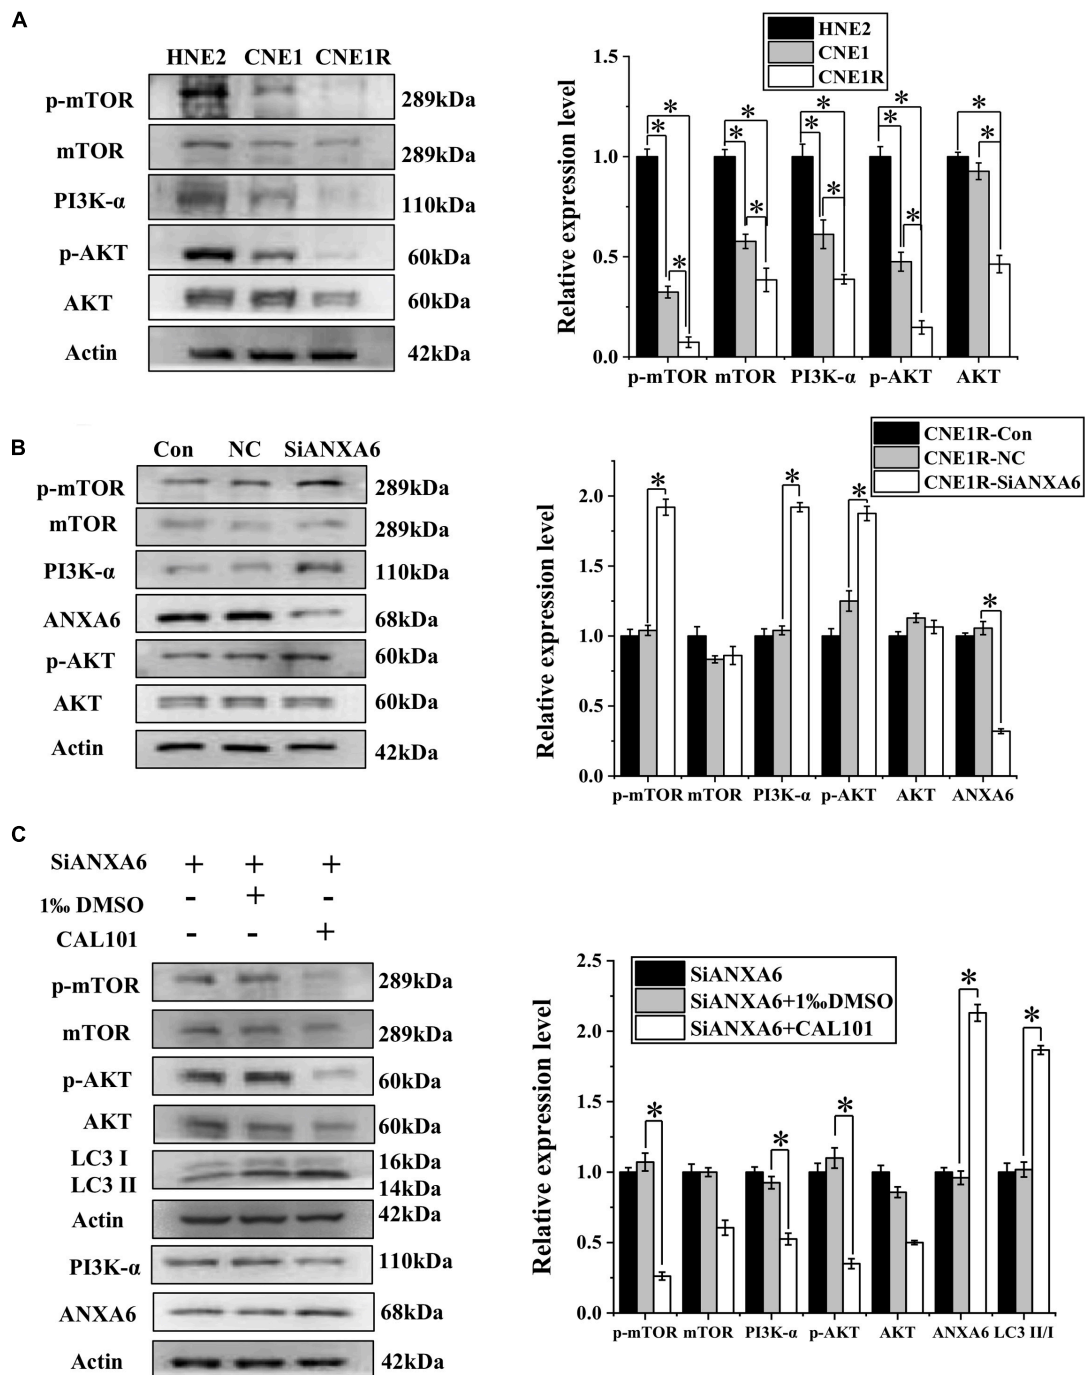 A
HNE2 CNE1 CNE1R
p-mTOR 289kDa
mTOR 289kDa
PI3K-α 110kDa
p-AKT 60kDa
AKT 60kDa
Actin 42kDa
HNE2
CNE1
CNE1R
Relative expression level
1.5
1.0
0.5
0.0
* * * * * * * * * * * * * *
p-mTOR mTOR PI3K-α p-AKT AKT
B
Con NC SiANXA6
p-mTOR 289kDa
mTOR 289kDa
PI3K-α 110kDa
ANXA6 68kDa
p-AKT 60kDa
AKT 60kDa
Actin 42kDa
CNE1R-Con
CNE1R-NC
CNE1R-SiANXA6
Relative expression level
2.0
1.5
1.0
0.5
0.0
* * * *
p-mTOR mTOR PI3K-α p-AKT AKT ANXA6
C
SiANXA6 + + +
1‰ DMSO - + -
CAL101 - - +
p-mTOR 289kDa
mTOR 289kDa
p-AKT 60kDa
AKT 60kDa
LC3 I 16kDa
LC3 II 14kDa
Actin 42kDa
PI3K-α 110kDa
ANXA6 68kDa
Actin 42kDa
SiANXA6
SiANXA6+1‰DMSO
SiANXA6+CAL101
Relative expression level
2.5
2.0
1.5
1.0
0.5
0.0
* * * * *
p-mTOR mTOR PI3K-α p-AKT AKT ANXA6 LC3 II/I